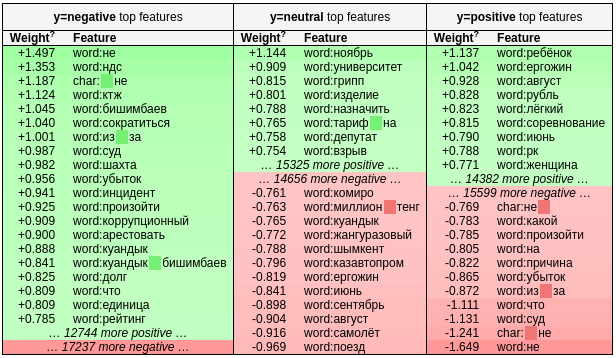 y=negative top features
Weight? Feature
+1.497 word:не
+1.353 word:ндс
+1.187 char: не
+1.124 word:ктж
+1.045 word:бишимбаев
+1.040 word:сократиться
+1.001 word:из за
+0.987 word:суд
+0.982 word:шахта
+0.956 word:убыток
+0.941 word:инцидент
+0.925 word:произойти
+0.909 word:коррупционный
+0.900 word:арестовать
+0.888 word:куандык
+0.841 word:куандык бишимбаев
+0.825 word:долг
+0.809 word:что
+0.809 word:единица
+0.785 word:рейтинг
… 12744 more positive …
… 17237 more negative …
y=neutral top features
Weight? Feature
+1.144 word:ноябрь
+0.909 word:университет
+0.815 word:грипп
+0.801 word:изделие
+0.788 word:назначить
+0.765 word:тариф на
+0.758 word:депутат
+0.754 word:взрыв
… 15325 more positive …
… 14656 more negative …
-0.761 word:комиро
-0.763 word:миллион тенг
-0.765 word:куандык
-0.772 word:жангуразовый
-0.788 word:шымкент
-0.796 word:казавтопром
-0.819 word:ергожин
-0.841 word:июнь
-0.898 word:сентябрь
-0.904 word:август
-0.916 word:самолёт
-0.969 word:поезд
y=positive top features
Weight? Feature
+1.137 word:ребёнок
+1.042 word:ергожин
+0.928 word:август
+0.828 word:рубль
+0.823 word:лёгкий
+0.815 word:соревнование
+0.790 word:июнь
+0.788 word:рк
+0.771 word:женщина
… 14382 more positive …
… 15599 more negative …
-0.769 char:не
-0.783 word:какой
-0.785 word:произойти
-0.805 word:на
-0.822 word:причина
-0.865 word:убыток
-0.872 word:из за
-1.111 word:что
-1.131 word:суд
-1.241 char: не
-1.649 word:не